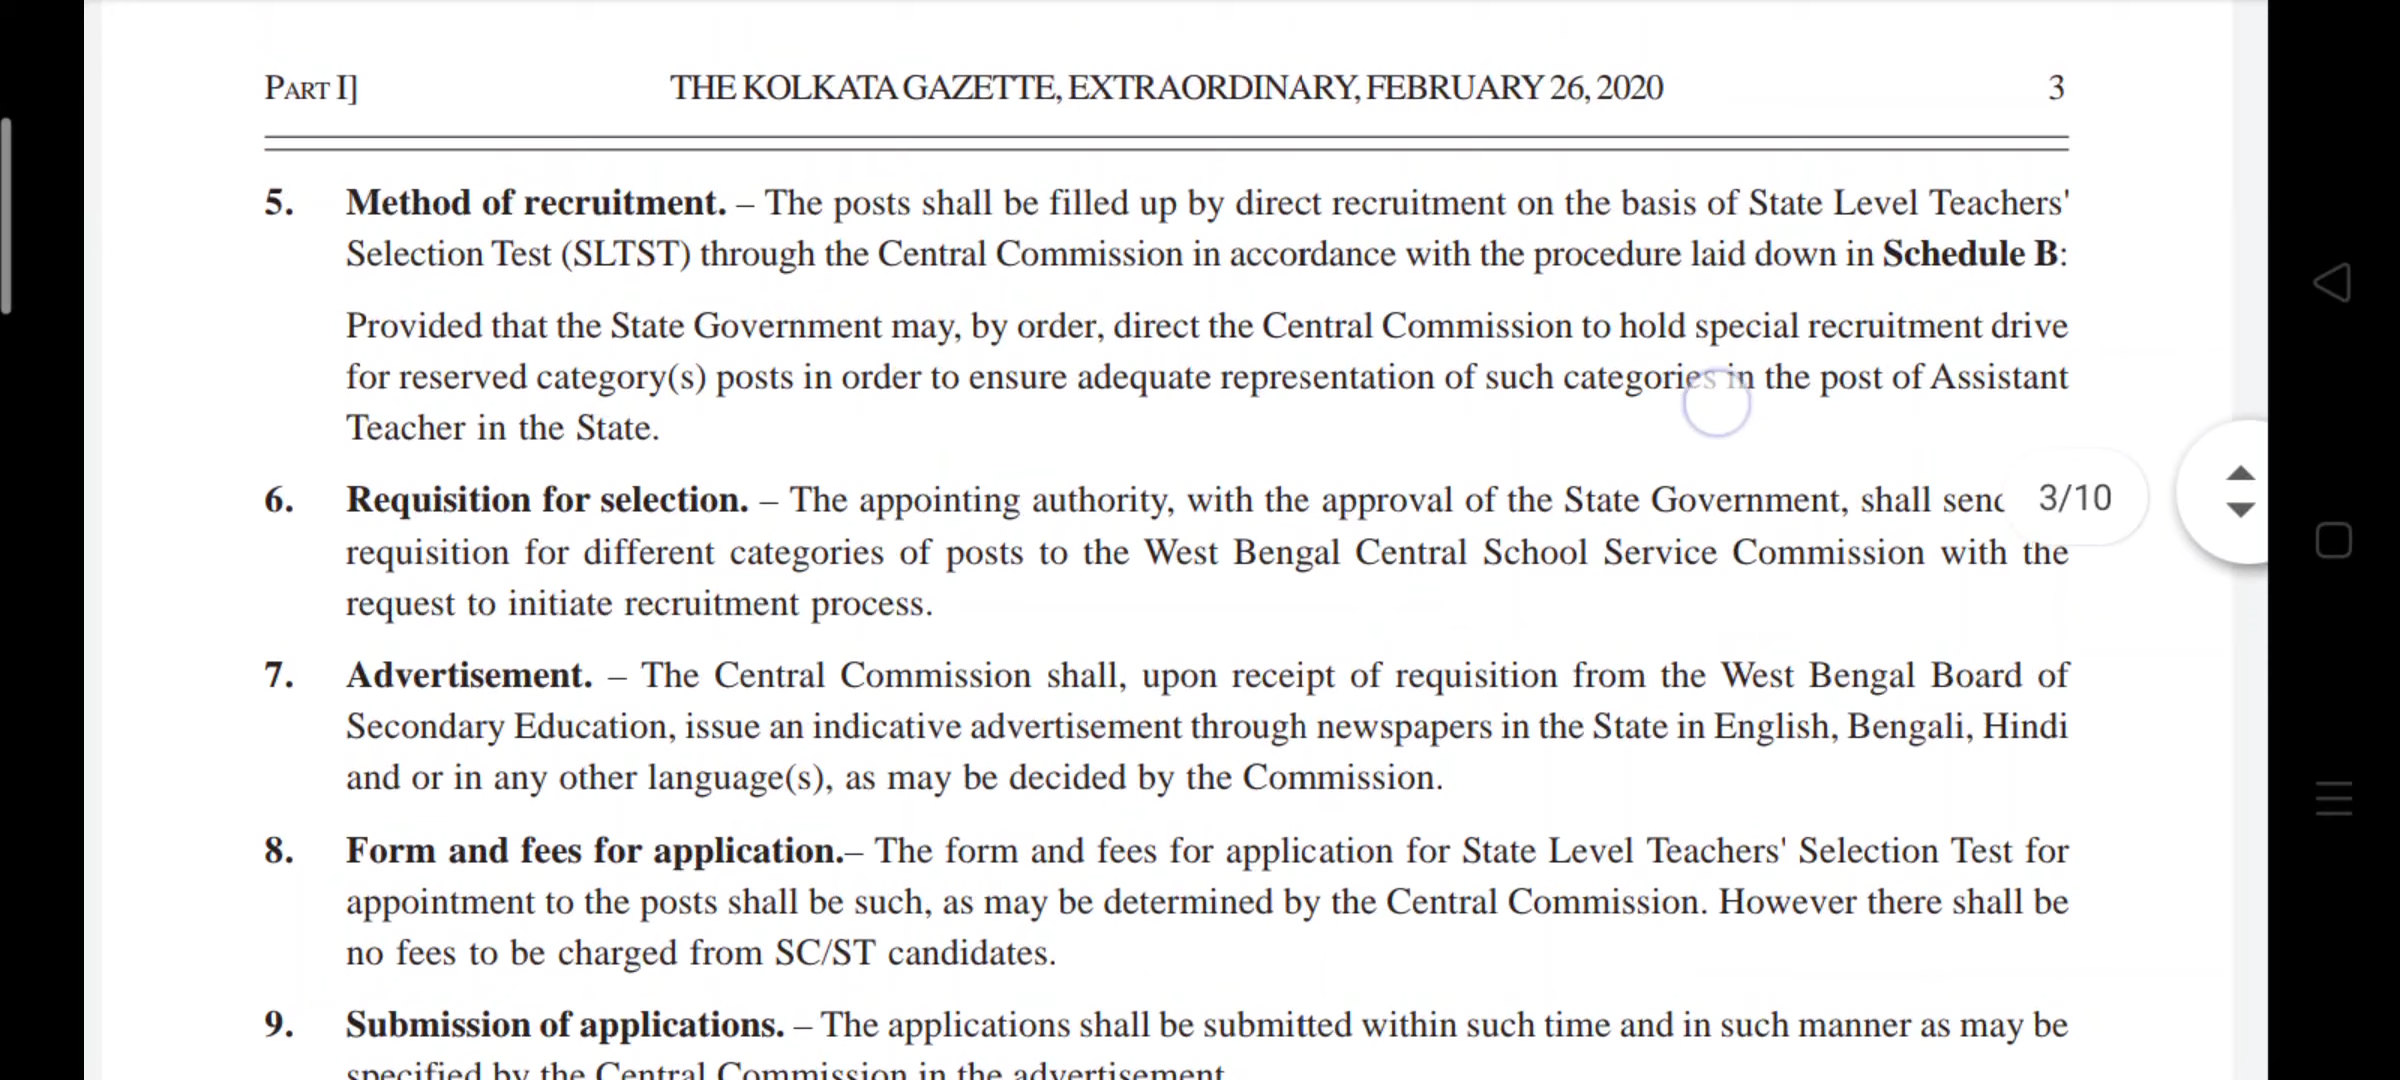 PART I] THE KOLKATA GAZETTE, EXTRAORDINARY, FEBRUARY 26, 2020 3
5. Method of recruitment. – The posts shall be filled up by direct recruitment on the basis of State Level Teachers'
Selection Test (SLTST) through the Central Commission in accordance with the procedure laid down in Schedule B:
Provided that the State Government may, by order, direct the Central Commission to hold special recruitment drive
for reserved category(s) posts in order to ensure adequate representation of such categories in the post of Assistant
Teacher in the State.
6. Requisition for selection. – The appointing authority, with the approval of the State Government, shall send
3/10
requisition for different categories of posts to the West Bengal Central School Service Commission with the
request to initiate recruitment process.
7. Advertisement. – The Central Commission shall, upon receipt of requisition from the West Bengal Board of
Secondary Education, issue an indicative advertisement through newspapers in the State in English, Bengali, Hindi
and or in any other language(s), as may be decided by the Commission.
8. Form and fees for application.– The form and fees for application for State Level Teachers' Selection Test for
appointment to the posts shall be such, as may be determined by the Central Commission. However there shall be
no fees to be charged from SC/ST candidates.
9. Submission of applications. – The applications shall be submitted within such time and in such manner as may be
specified by the Central Commission in the advertisement